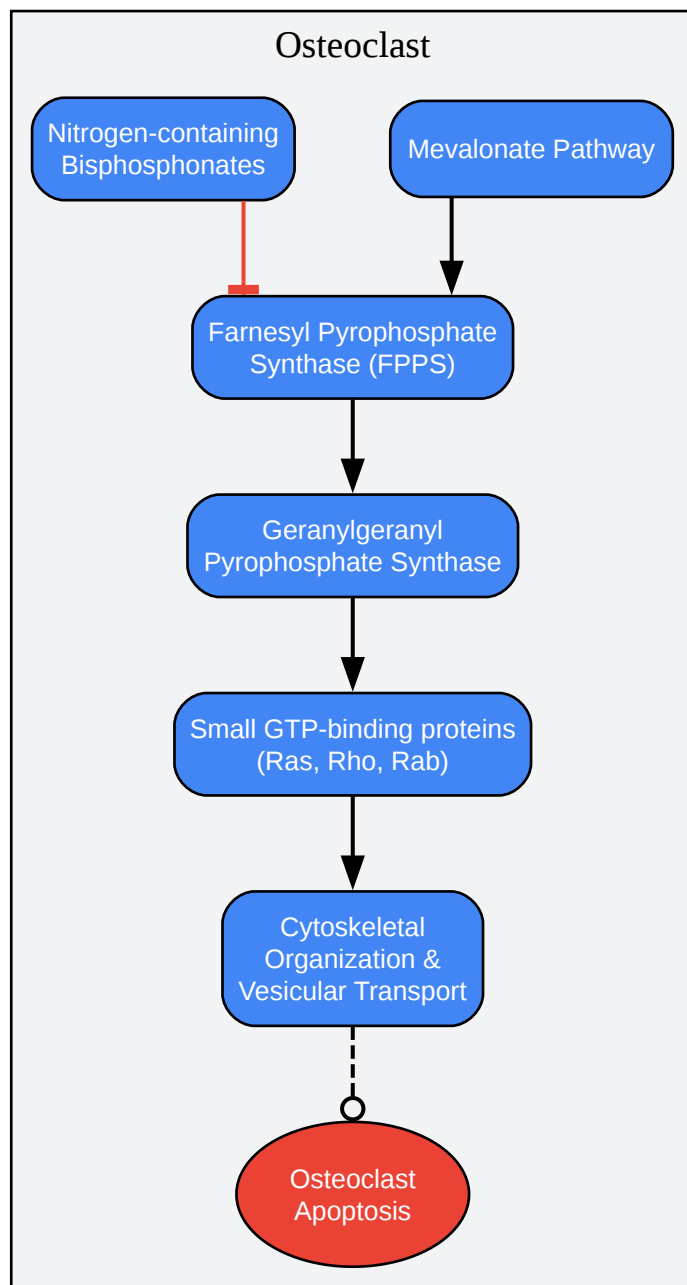 Osteoclast
Nitrogen-containing
Bisphosphonates
Mevalonate Pathway
Farnesyl Pyrophosphate
Synthase (FPPS)
Geranylgeranyl
Pyrophosphate Synthase
Small GTP-binding proteins
(Ras, Rho, Rab)
Cytoskeletal
Organization &
Vesicular Transport
Osteoclast
Apoptosis